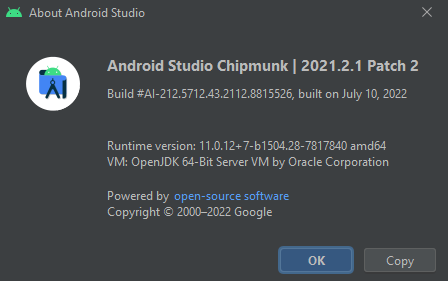 About Android Studio
Android Studio Chipmunk | 2021.2.1 Patch 2
Build #AI-212.5712.43.2112.8815526, built on July 10, 2022
Runtime version: 11.0.12+7-b1504.28-7817840 amd64
VM: OpenJDK 64-Bit Server VM by Oracle Corporation
Powered by open-source software
Copyright © 2000–2022 Google
OK
Copy